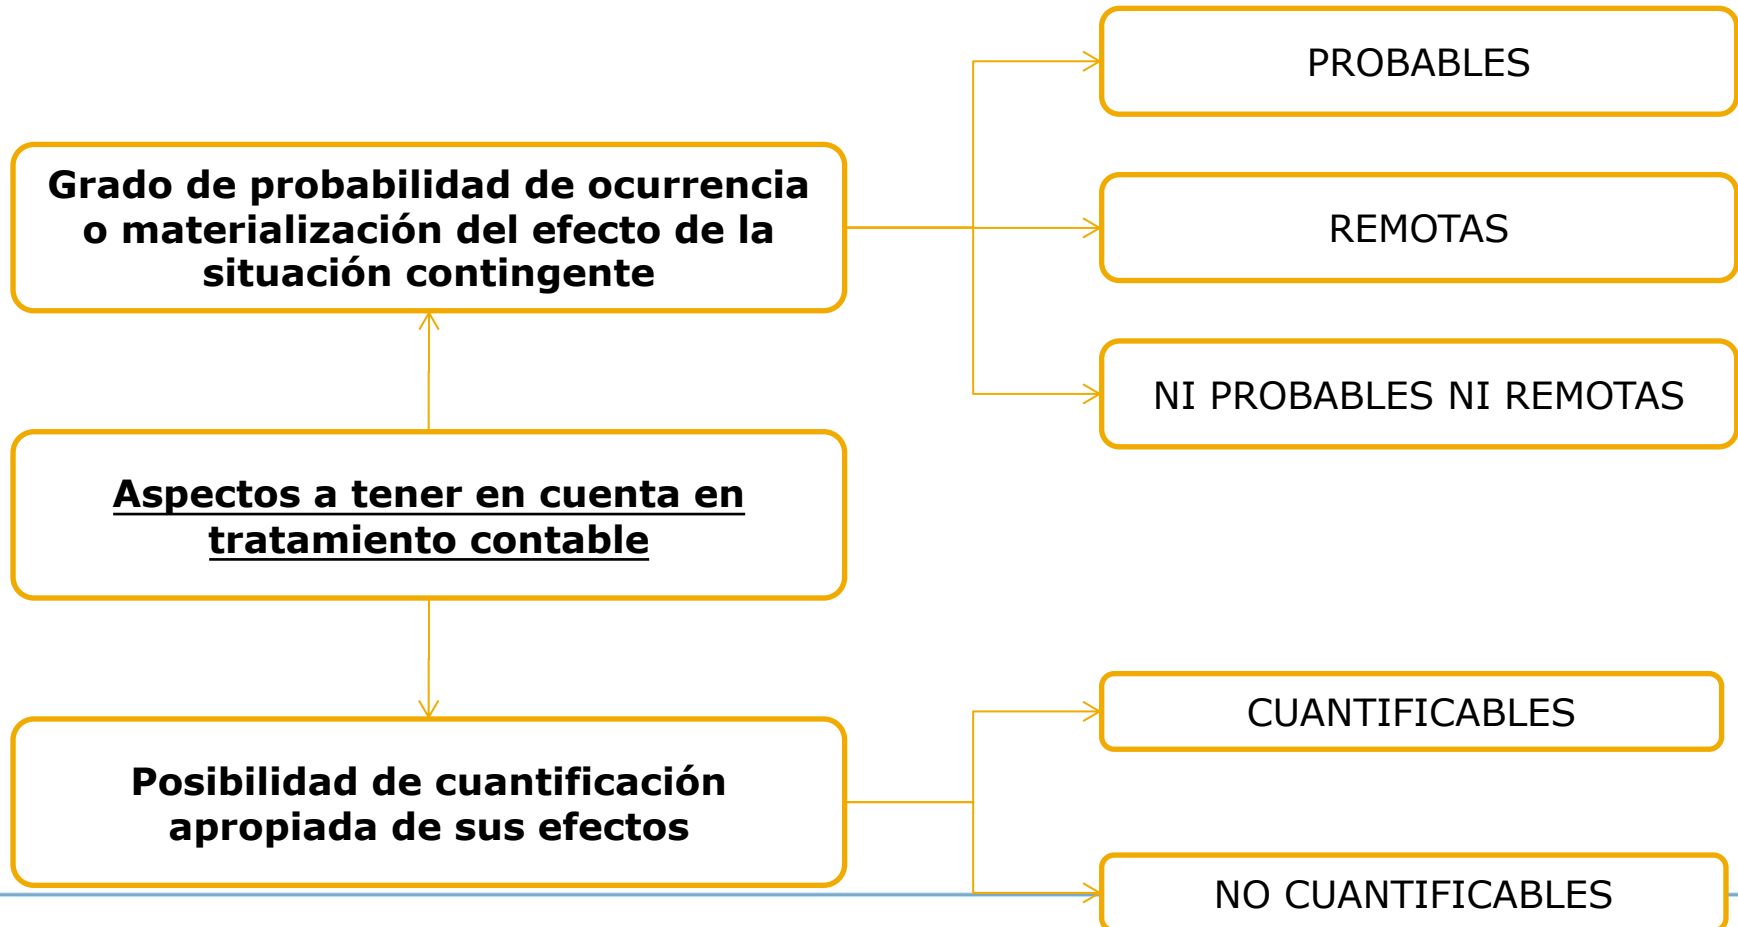 PROBABLES
Grado de probabilidad de ocurrencia
o materialización del efecto de la
situación contingente
REMOTAS
NI PROBABLES NI REMOTAS
Aspectos a tener en cuenta en
tratamiento contable
CUANTIFICABLES
Posibilidad de cuantificación
apropiada de sus efectos
NO CUANTIFICABLES